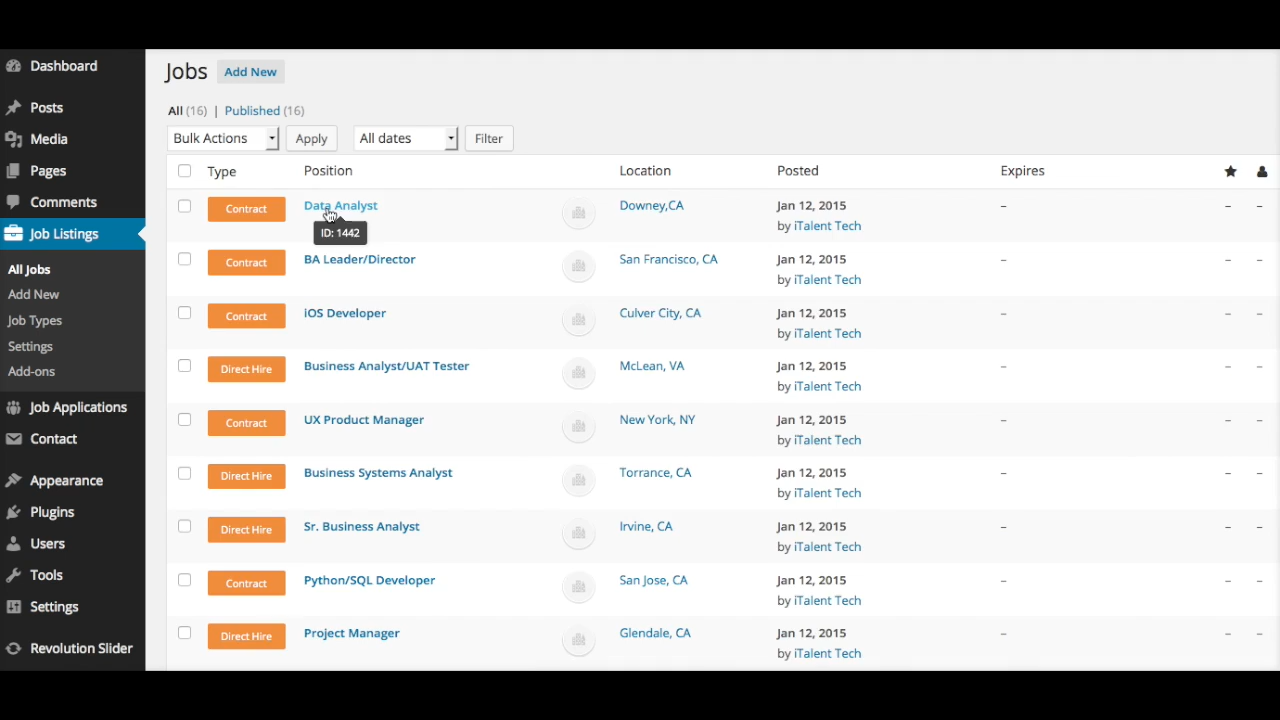 Dashboard
Posts
Media
Pages
Comments
Job Listings
All Jobs
Add New
Job Types
Settings
Add-ons
Job Applications
Contact
Appearance
Plugins
Users
Tools
Settings
Revolution Slider
Jobs Add New
All (16) | Published (16)
Bulk Actions Apply All dates Filter
Type Position Location Posted Expires
Contract Data Analyst Downey,CA Jan 12, 2015 –  –  –
by iTalent Tech
ID: 1442
Contract BA Leader/Director San Francisco, CA Jan 12, 2015 –  –  –
by iTalent Tech
Contract iOS Developer Culver City, CA Jan 12, 2015 –  –  –
by iTalent Tech
Direct Hire Business Analyst/UAT Tester McLean, VA Jan 12, 2015 –  –  –
by iTalent Tech
Contract UX Product Manager New York, NY Jan 12, 2015 –  –  –
by iTalent Tech
Direct Hire Business Systems Analyst Torrance, CA Jan 12, 2015 –  –  –
by iTalent Tech
Direct Hire Sr. Business Analyst Irvine, CA Jan 12, 2015 –  –  –
by iTalent Tech
Contract Python/SQL Developer San Jose, CA Jan 12, 2015 –  –  –
by iTalent Tech
Direct Hire Project Manager Glendale, CA Jan 12, 2015 –  –  –
by iTalent Tech